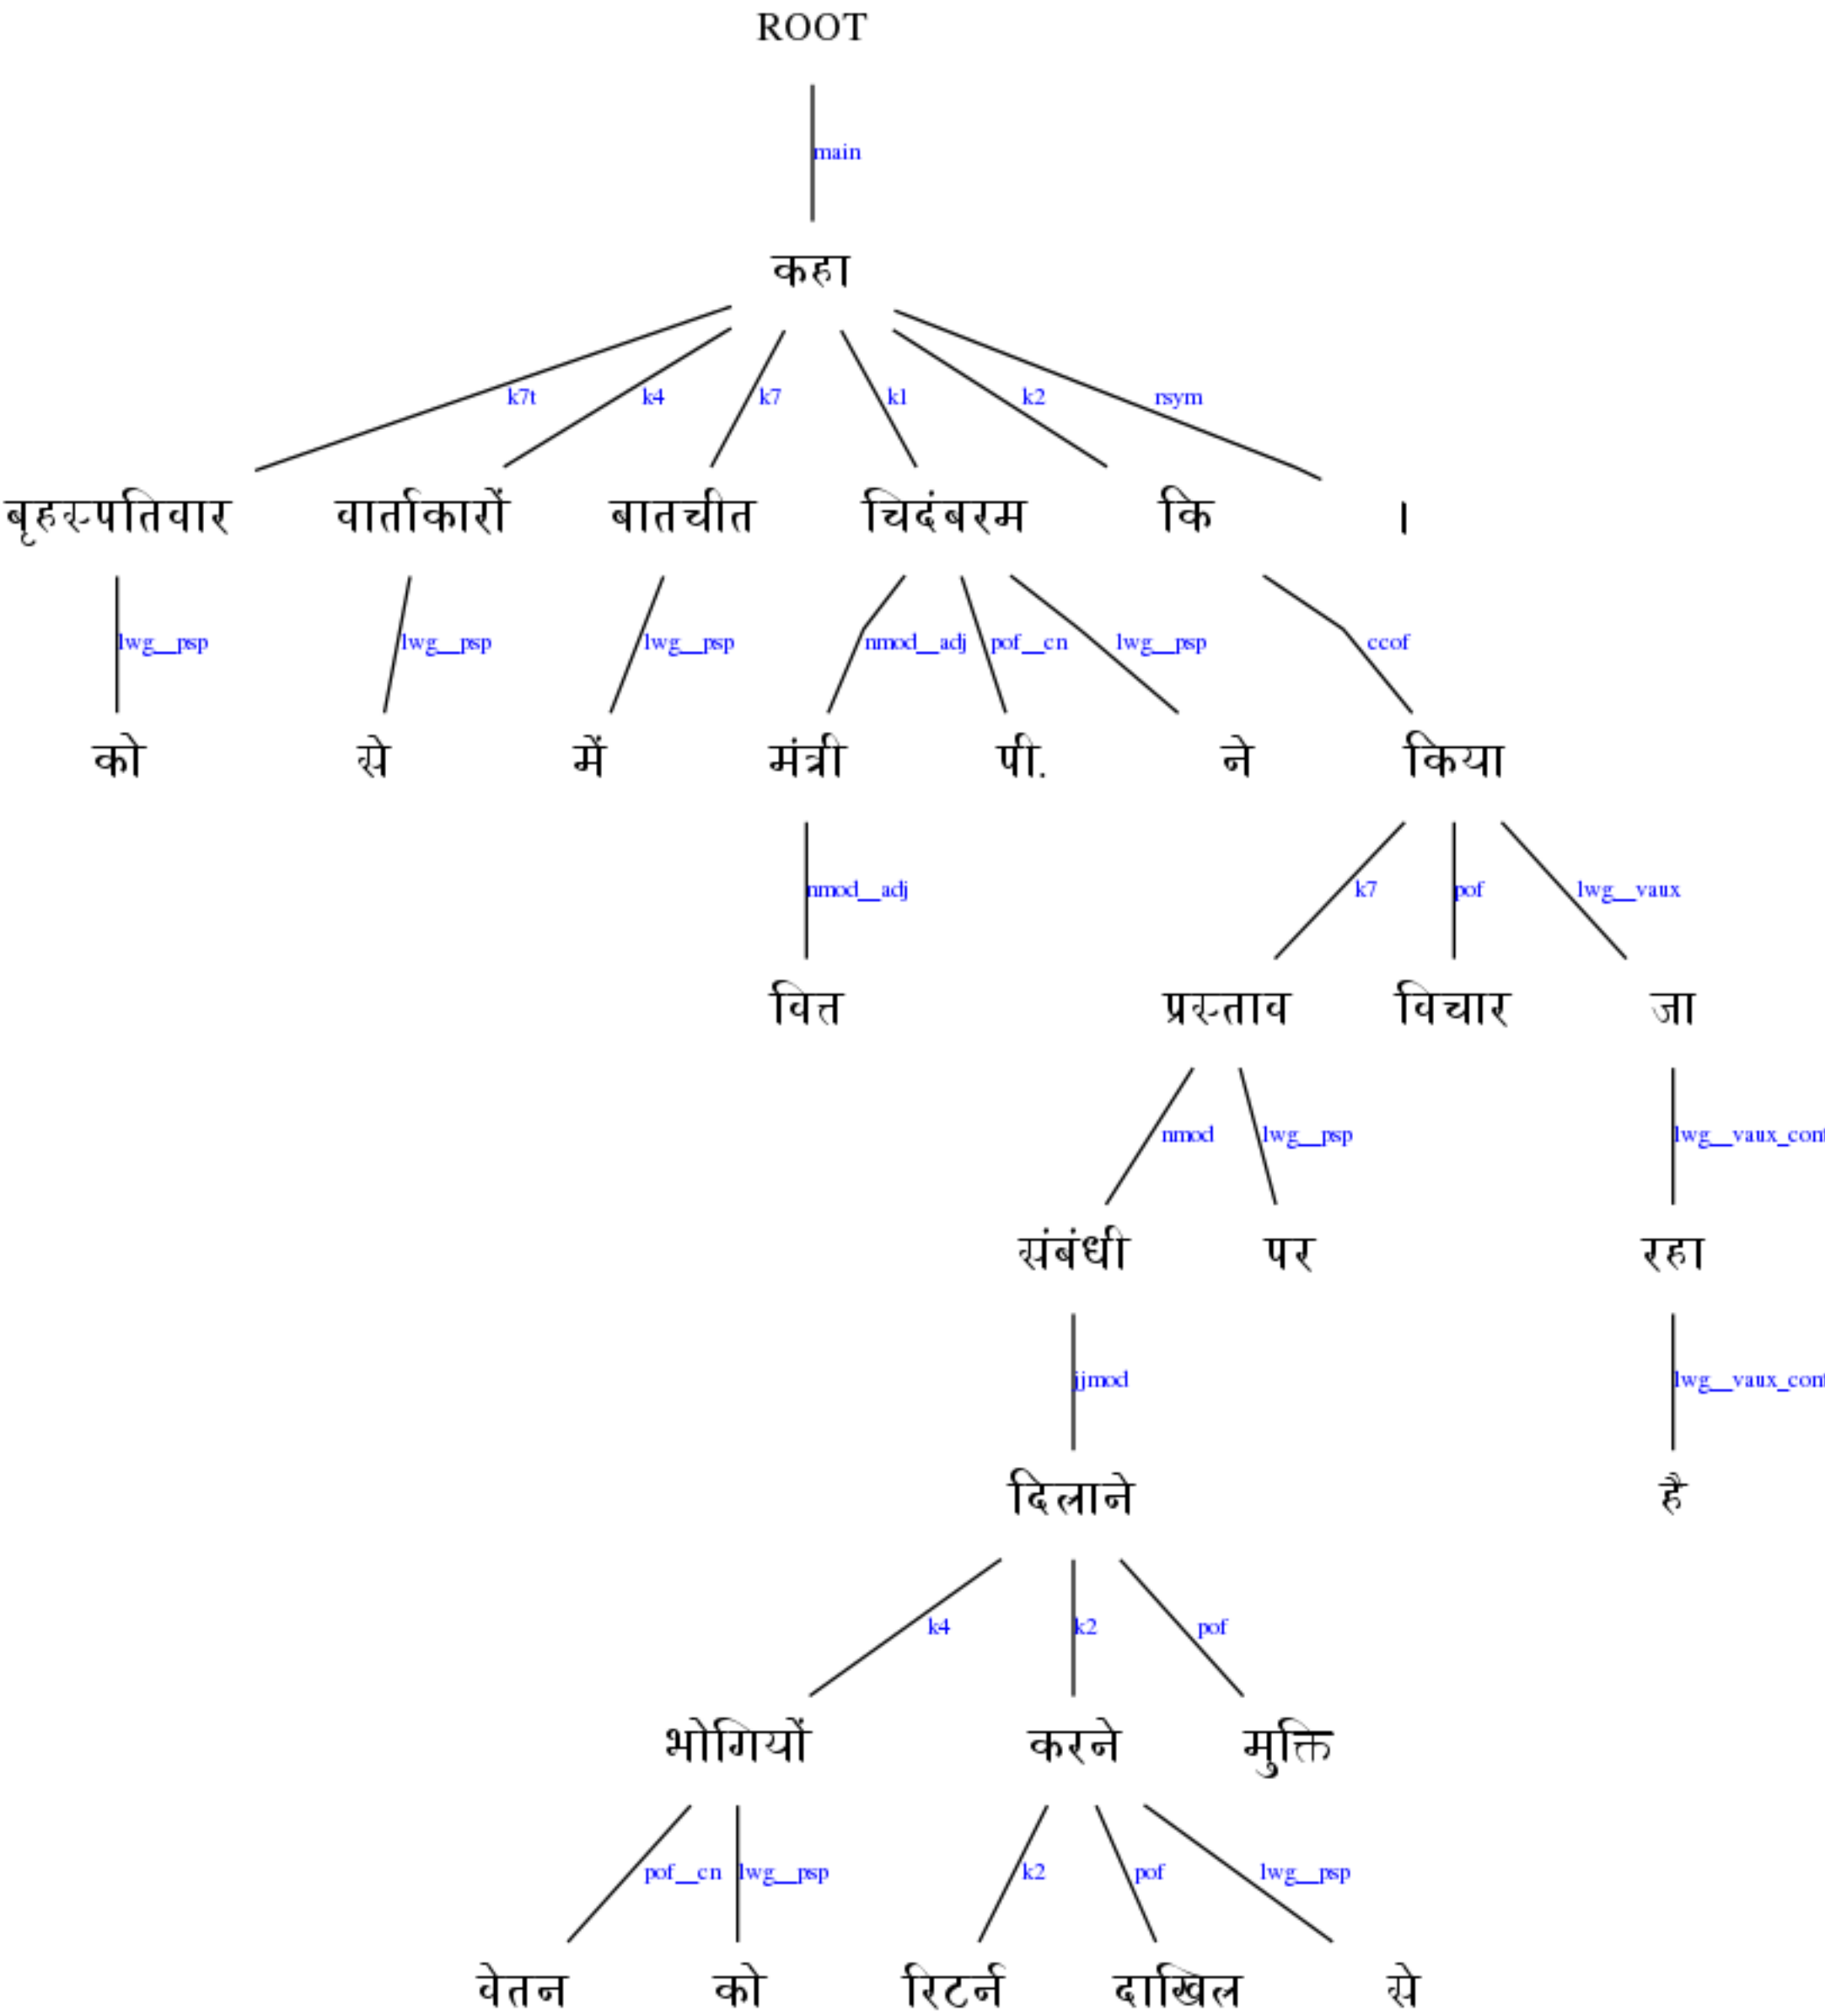 ROOT
main
कहा
k7t k4 k7 k1 k2 rsym
बृहस्पतिवार वार्ताकारों बातचीत चिदंबरम कि ।
lwg__psp lwg__psp lwg__psp nmod__adj pof__cn lwg__psp ccof
को से में मंत्री पी. ने किया
nmod__adj k7 pof lwg__vaux
वित्त प्रस्ताव विचार जा
nmod lwg__psp lwg__vaux_cont
संबंधी पर रहा
jjmod lwg__vaux_cont
दिलाने है
k4 k2 pof
भोगियों करने मुक्ति
pof__cn lwg__psp k2 pof lwg__psp
वेतन को रिटर्न दाखिल से